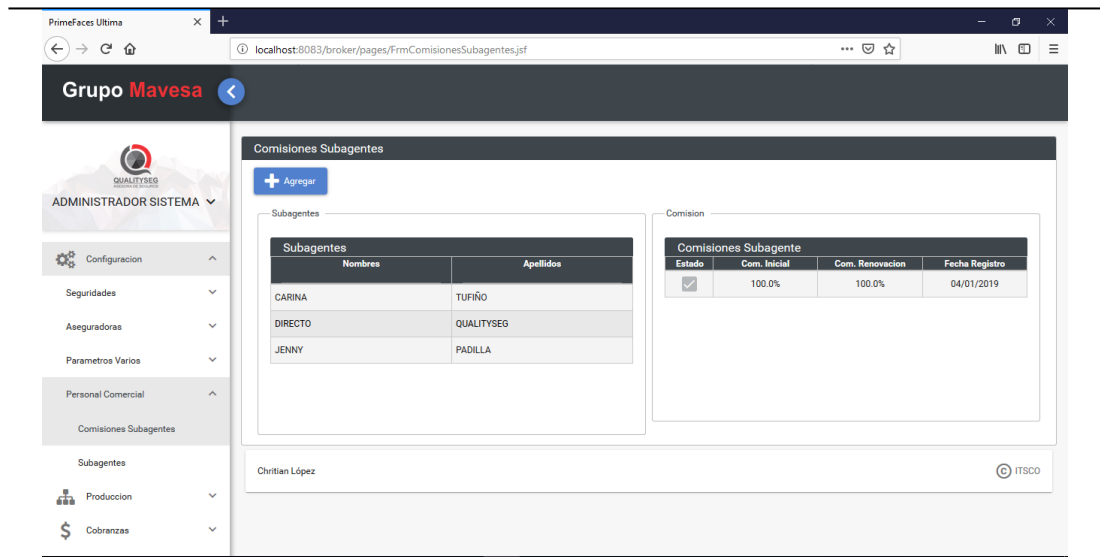 PrimeFaces Ultima
localhost:8083/broker/pages/FrmComisionesSubagentes.jsf
Grupo Mavesa
QUALITYSEG
ASESORA DE SEGUROS
ADMINISTRADOR SISTEMA
Configuracion
Seguridades
Aseguradoras
Parametros Varios
Personal Comercial
Comisiones Subagentes
Subagentes
Produccion
Cobranzas
Comisiones Subagentes
Agregar
Subagentes
Subagentes
Nombres Apellidos
CARINA TUFIÑO
DIRECTO QUALITYSEG
JENNY PADILLA
Comision
Comisiones Subagente
Estado Com. Inicial Com. Renovacion Fecha Registro
100.0% 100.0% 04/01/2019
Chritian López
© ITSCO